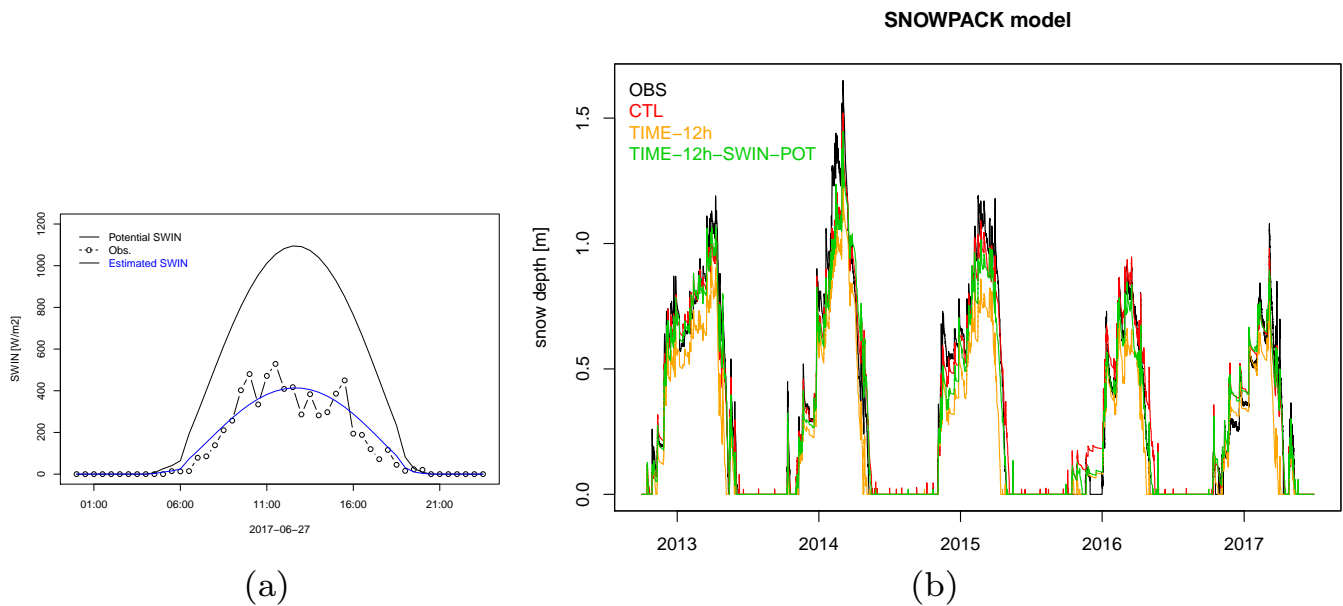 SNOWPACK model
1200
1000
800
600
400
200
0
SWIN [W/m2]
Potential SWIN
Obs.
Estimated SWIN
01:00 06:00 11:00 16:00 21:00
2017−06−27
(a)
OBS
CTL
TIME−12h
TIME−12h−SWIN−POT
1.5
1.0
0.5
0.0
snow depth [m]
2013 2014 2015 2016 2017
(b)